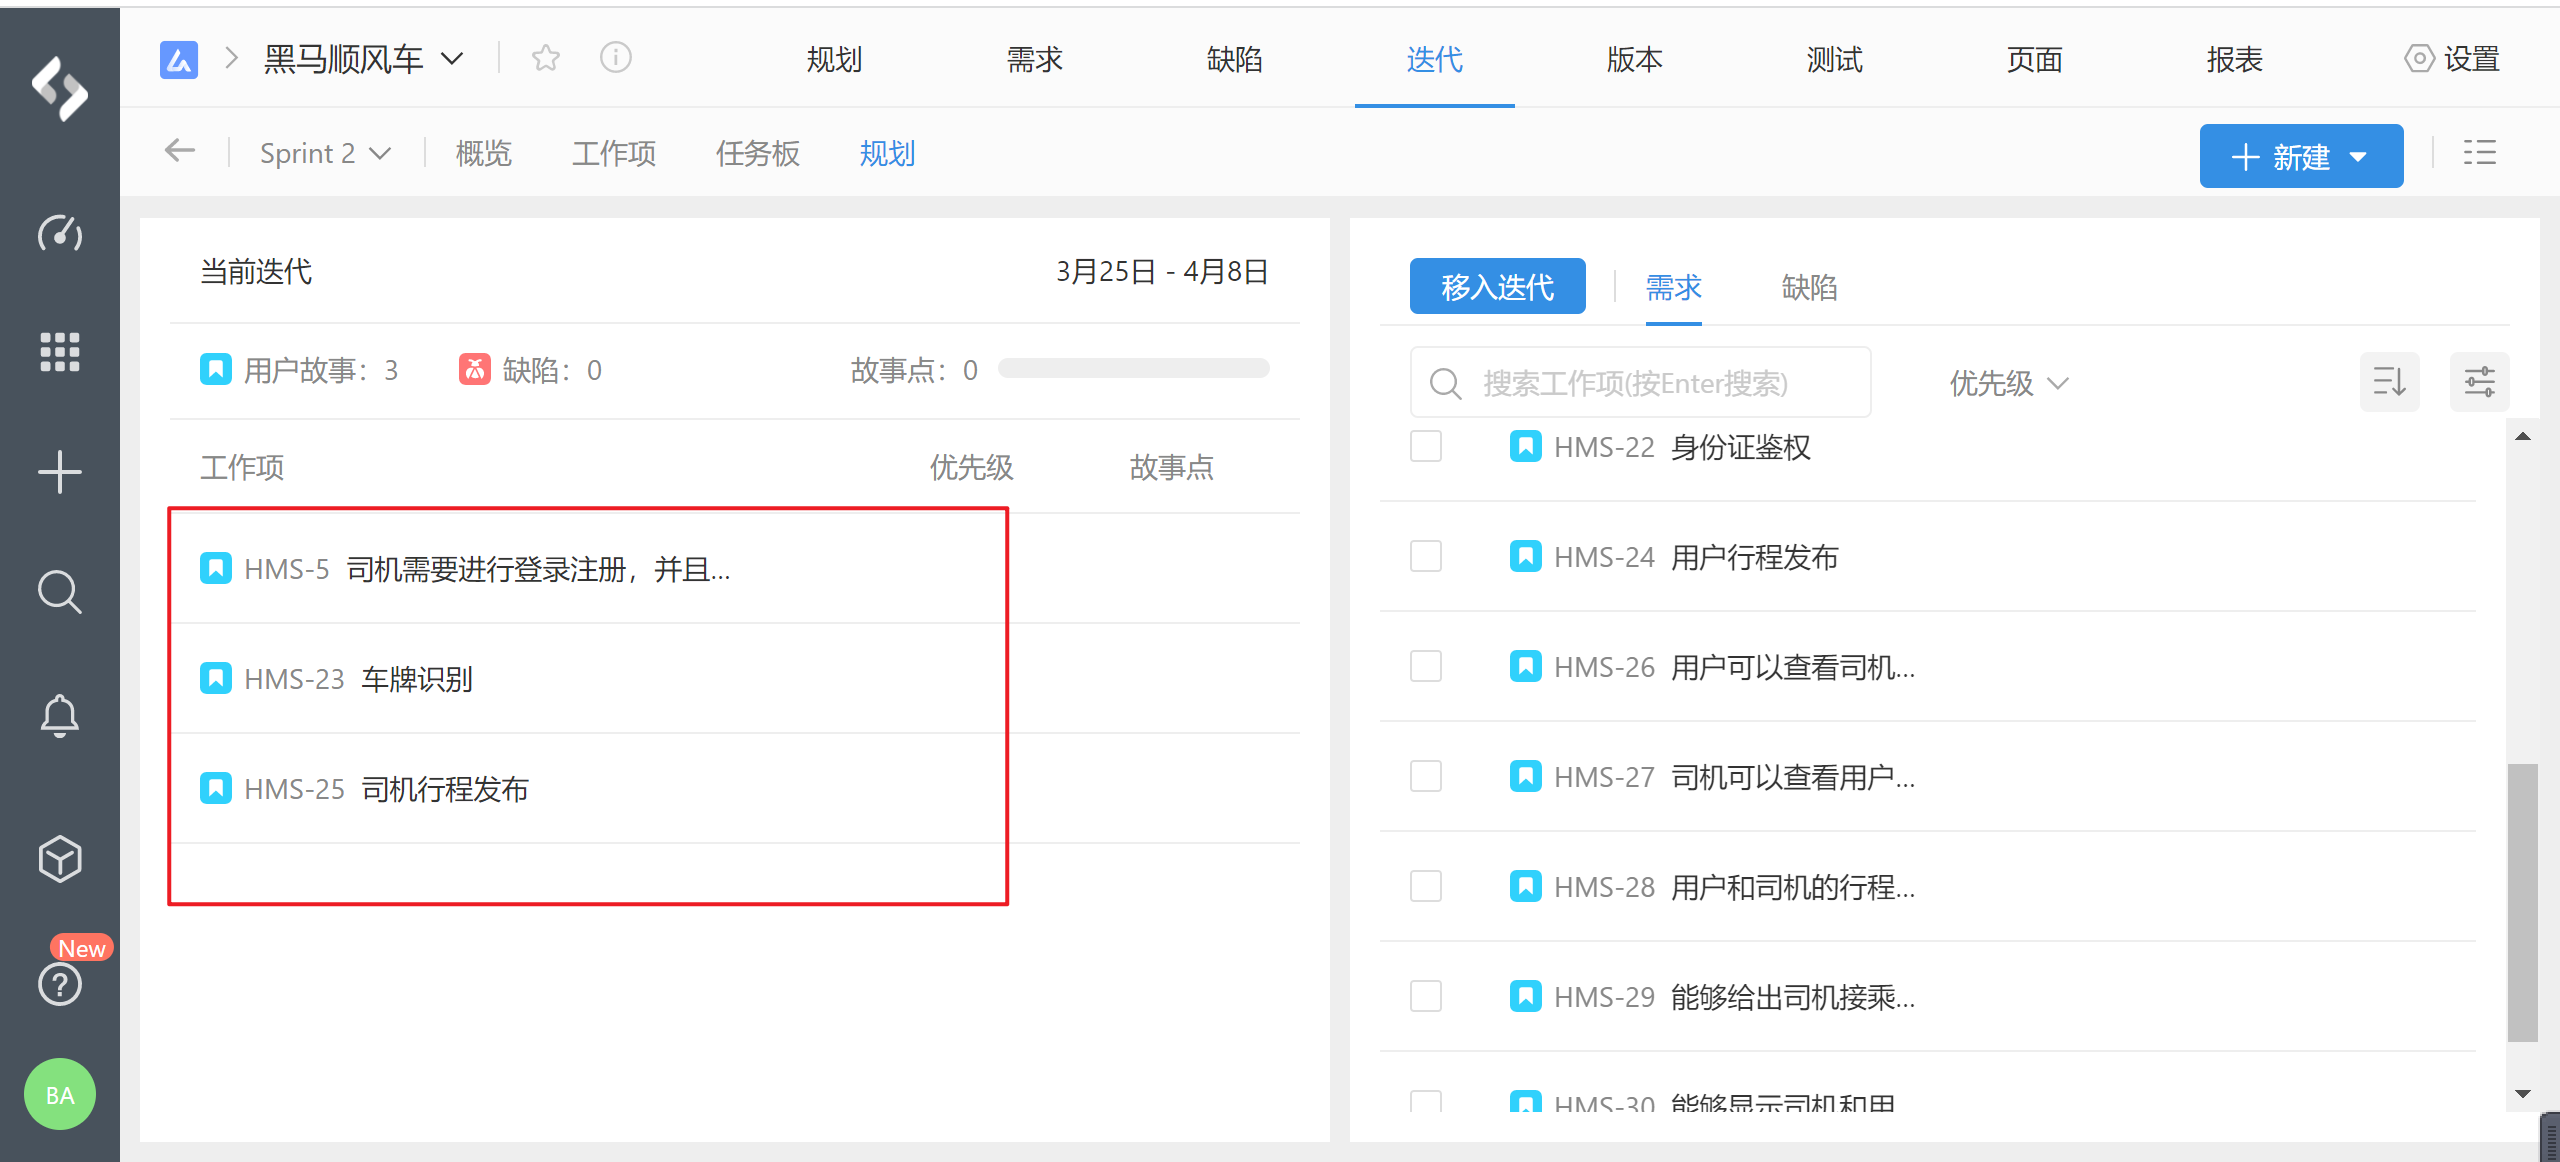 黑马顺风车
规划 需求 缺陷 迭代 版本 测试 页面 报表 设置
Sprint 2 概览 工作项 任务板 规划
新建
当前迭代 3月25日 - 4月8日
用户故事：3 缺陷：0 故事点：0
工作项 优先级 故事点
HMS-5 司机需要进行登录注册，并且...
HMS-23 车牌识别
HMS-25 司机行程发布
移入迭代 需求 缺陷
搜索工作项(按Enter搜索) 优先级
HMS-22 身份证鉴权
HMS-24 用户行程发布
HMS-26 用户可以查看司机...
HMS-27 司机可以查看用户...
HMS-28 用户和司机的行程...
HMS-29 能够给出司机接乘...
HMS-30 能够显示司机和用
New
BA